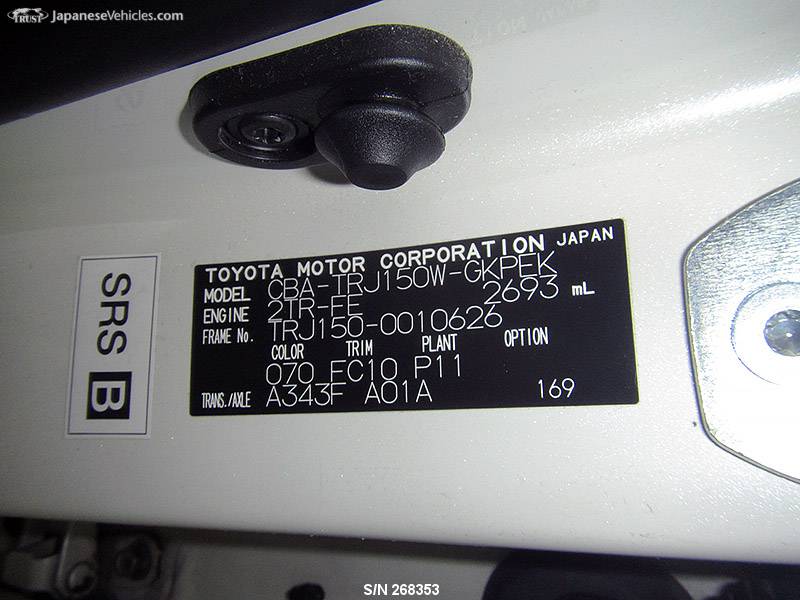 TRUST JapaneseVehicles.com
TOYOTA MOTOR CORPORATION JAPAN
MODEL CBA-TRJ150W-GKPEK
ENGINE 2TR-FE 2693 mL
FRAME No. TRJ150-0010626
COLOR TRIM PLANT OPTION
070 FC10 P11
TRANS./AXLE A343F A01A 169
SRS B
S/N 268353